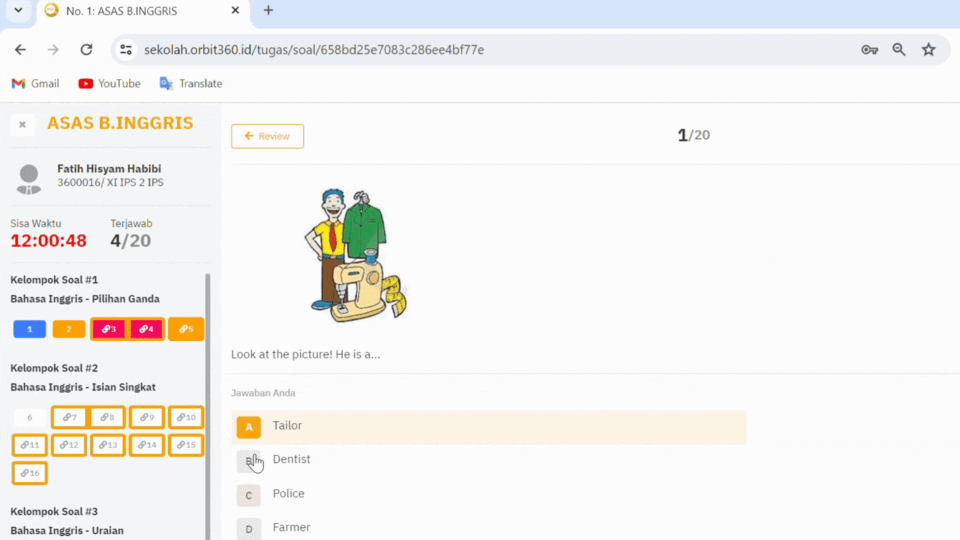 No. 1: ASAS B.INGGRIS
sekolah.orbit360.id/tugas/soal/658bd25e7083c286ee4bf77e
Gmail
YouTube
Translate
ASAS B.INGGRIS
Fatih Hisyam Habibi
3600016/ XI IPS 2 IPS
Sisa Waktu
Terjawab
12:00:48
4/20
Kelompok Soal #1
Bahasa Inggris - Pilihan Ganda
1 2 3 4 5
Kelompok Soal #2
Bahasa Inggris - Isian Singkat
6 7 8 9 10
11 12 13 14 15
16
Kelompok Soal #3
Bahasa Inggris - Uraian
Review
1/20
Look at the picture! He is a...
Jawaban Anda
A Tailor
B Dentist
C Police
D Farmer